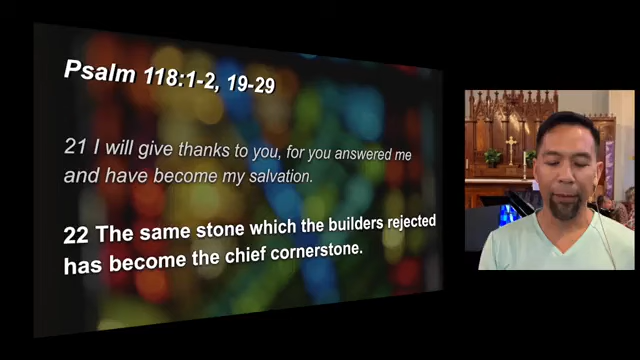 Psalm 118:1-2, 19-29
21 I will give thanks to you, for you answered me
and have become my salvation.
22 The same stone which the builders rejected
has become the chief cornerstone.